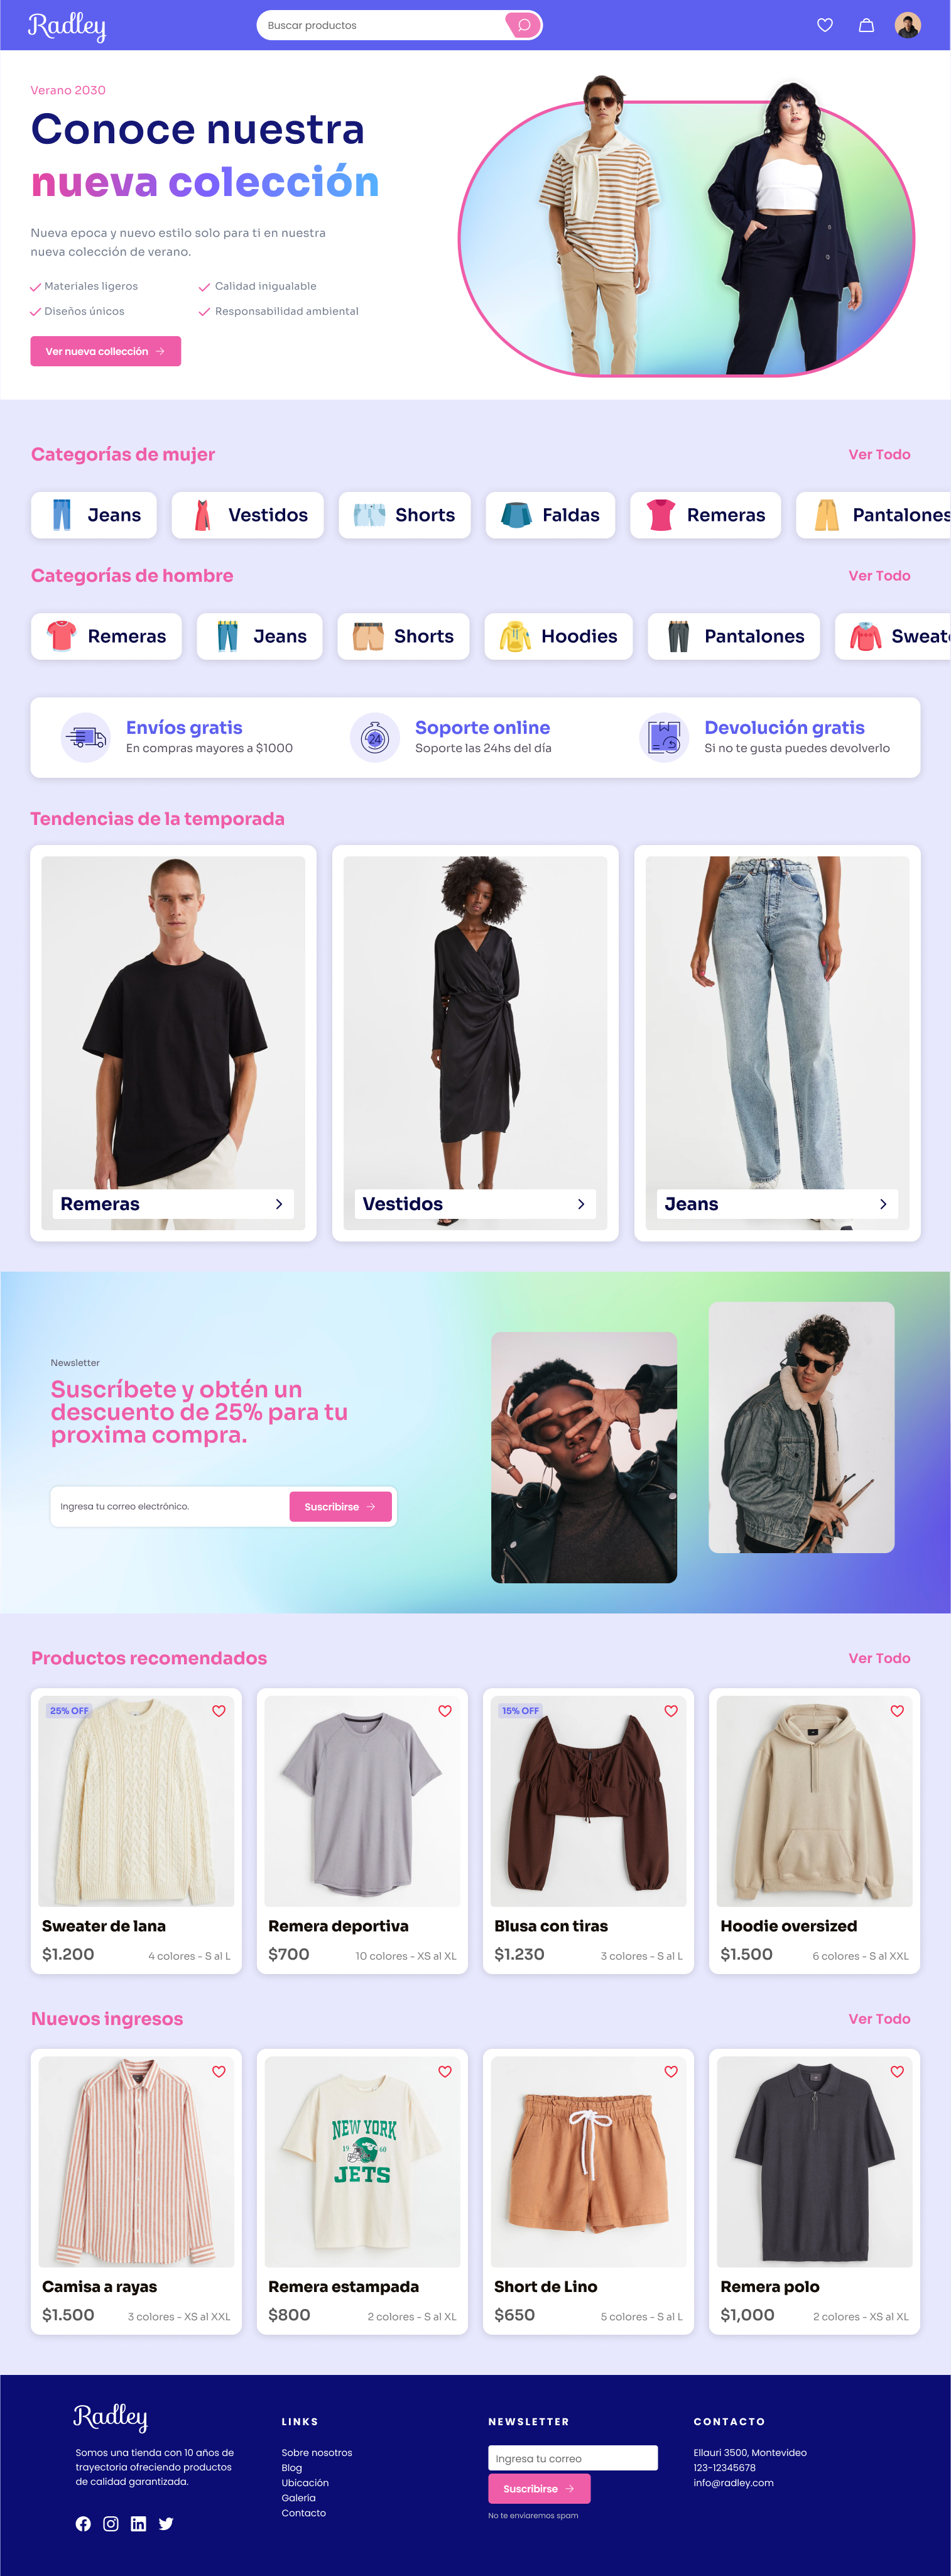 Radley
Buscar productos
Verano 2030
Conoce nuestra
nueva colección
Nueva epoca y nuevo estilo solo para ti en nuestra
nueva colección de verano.
Materiales ligeros
Calidad inigualable
Diseños únicos
Responsabilidad ambiental
Ver nueva collección
Categorías de mujer
Ver Todo
Jeans
Vestidos
Shorts
Faldas
Remeras
Pantalones
Categorías de hombre
Ver Todo
Remeras
Jeans
Shorts
Hoodies
Pantalones
Sweat
Envíos gratis
En compras mayores a $1000
24
Soporte online
Soporte las 24hs del día
Devolución gratis
Si no te gusta puedes devolverlo
Tendencias de la temporada
Remeras
Vestidos
Jeans
Newsletter
Suscríbete y obtén un
descuento de 25% para tu
proxima compra.
Ingresa tu correo electrónico.
Suscribirse
Productos recomendados
Ver Todo
25% OFF
Sweater de lana
$1.200
4 colores - S al L
Remera deportiva
$700
10 colores - XS al XL
15% OFF
Blusa con tiras
$1.230
3 colores - S al L
Hoodie oversized
$1.500
6 colores - S al XXL
Nuevos ingresos
Ver Todo
Camisa a rayas
$1.500
3 colores - XS al XXL
NEW YORK
19 60
JETS
Remera estampada
$800
2 colores - S al XL
Short de Lino
$650
5 colores - S al L
Remera polo
$1,000
2 colores - XS al XL
Radley
Somos una tienda con 10 años de
trayectoria ofreciendo productos
de calidad garantizada.
LINKS
Sobre nosotros
Blog
Ubicación
Galería
Contacto
NEWSLETTER
Ingresa tu correo
Suscribirse
No te enviaremos spam
CONTACTO
Ellauri 3500, Montevideo
123-12345678
info@radley.com